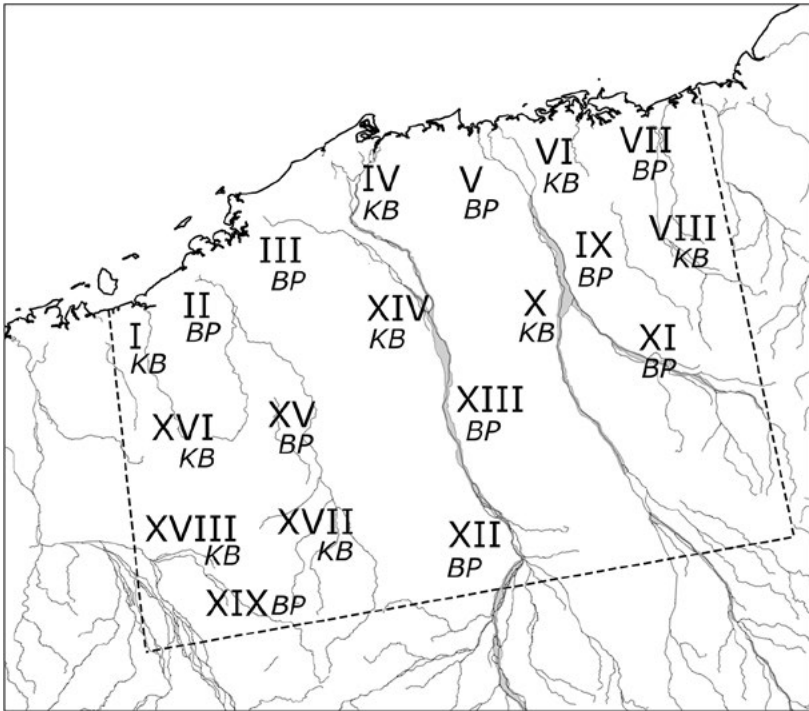 VII
BP
VI
KB
IV
KB
V
BP
VIII
KB
III
BP
IX
BP
II
BP
XIV
KB
X
KB
I
KB
XI
BP
XIII
BP
XV
BP
XVI
KB
XVII
KB
XVIII
KB
XII
BP
XIX BP